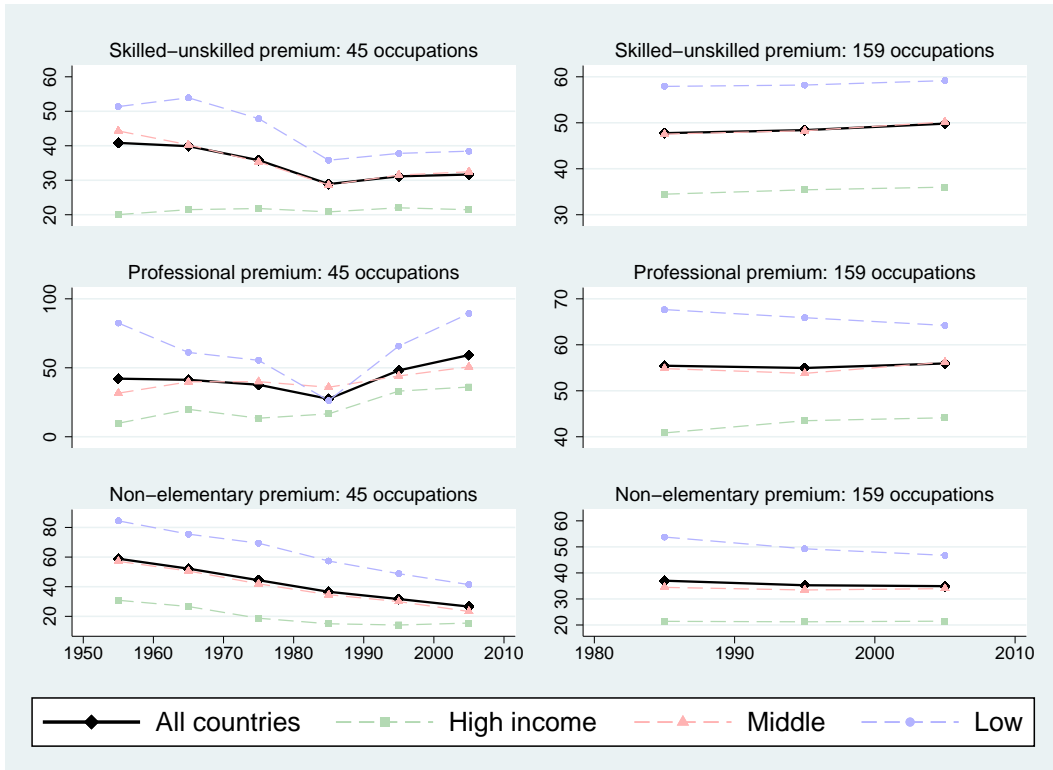 Skilled−unskilled premium: 45 occupations
60
50
40
30
20
Skilled−unskilled premium: 159 occupations
60
50
40
30
Professional premium: 45 occupations
100
50
0
Professional premium: 159 occupations
70
60
50
40
Non−elementary premium: 45 occupations
80
60
40
20
1950 1960 1970 1980 1990 2000 2010
Non−elementary premium: 159 occupations
60
50
40
30
20
1980 1990 2000 2010
All countries High income Middle Low